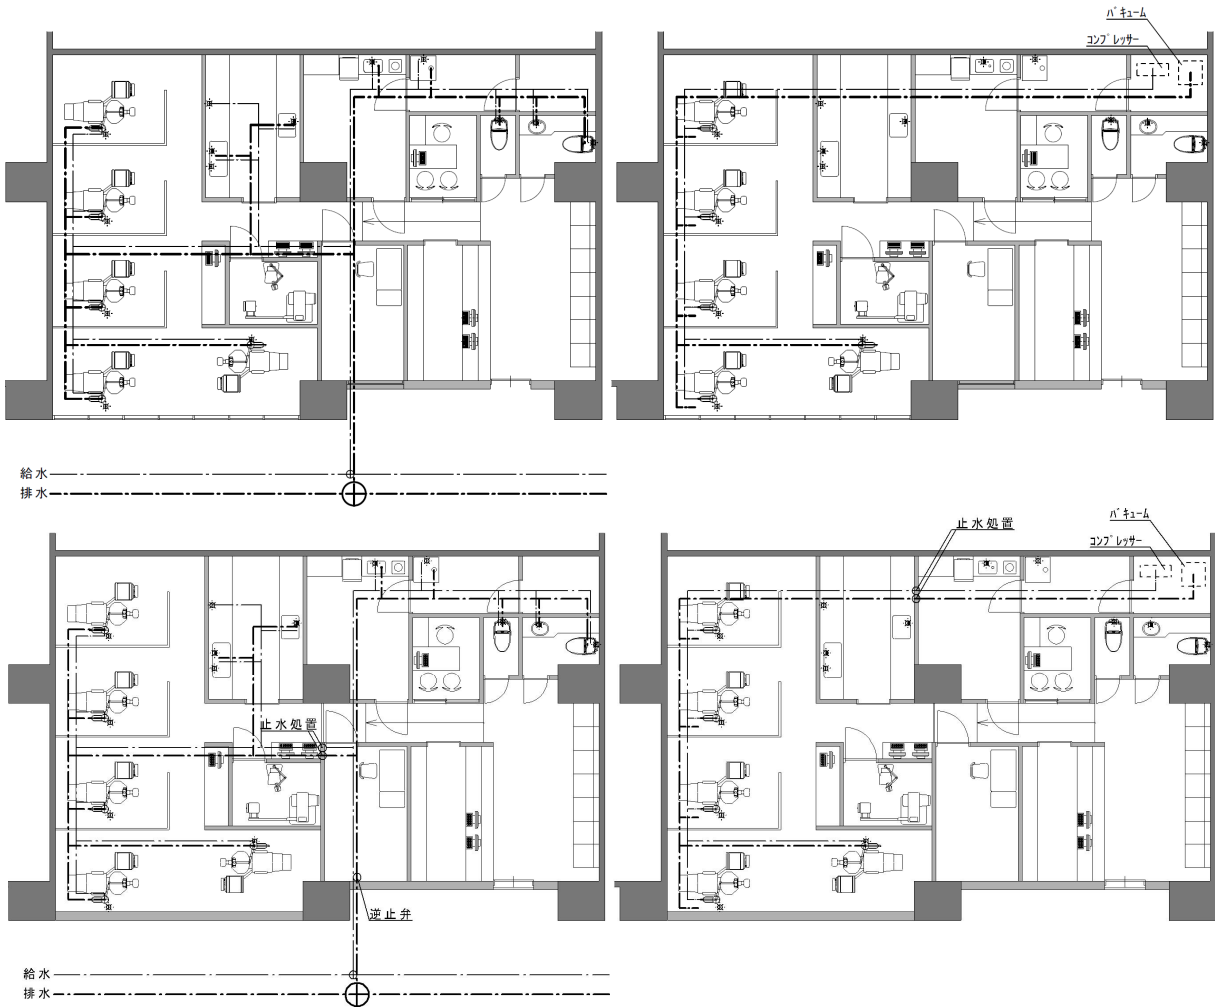 バキューム
コンプレッサー
給水
排水
止水処置
バキューム
コンプレッサー
止水処置
逆止弁
給水
排水